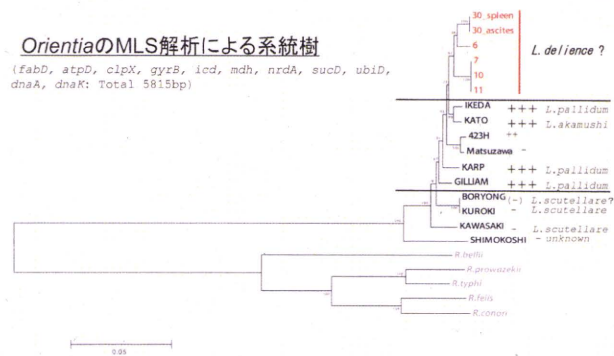 OrientiaのMLS解析による系統樹
(fabD, atpD, clpX, gyrB, icd, mdh, nrdA, sucD, ubiD,
dnaA, dnaK: Total 5815bp)
30_spleen
30_ascites
6
7
10
11
L.delience ?
IKEDA +++ L.pallidum
KATO +++ L.akamushi
423H ++
Matsuzawa -
KARP +++ L.pallidum
GILLIAM +++ L.pallidum
BORYONG (-) L.scutellare?
KUROKI - L.scutellare
KAWASAKI - L.scutellare
SHIMOKOSHI - unknown
R.bellii
R.prowazekii
R.typhi
R.felis
R.conorii
0.05